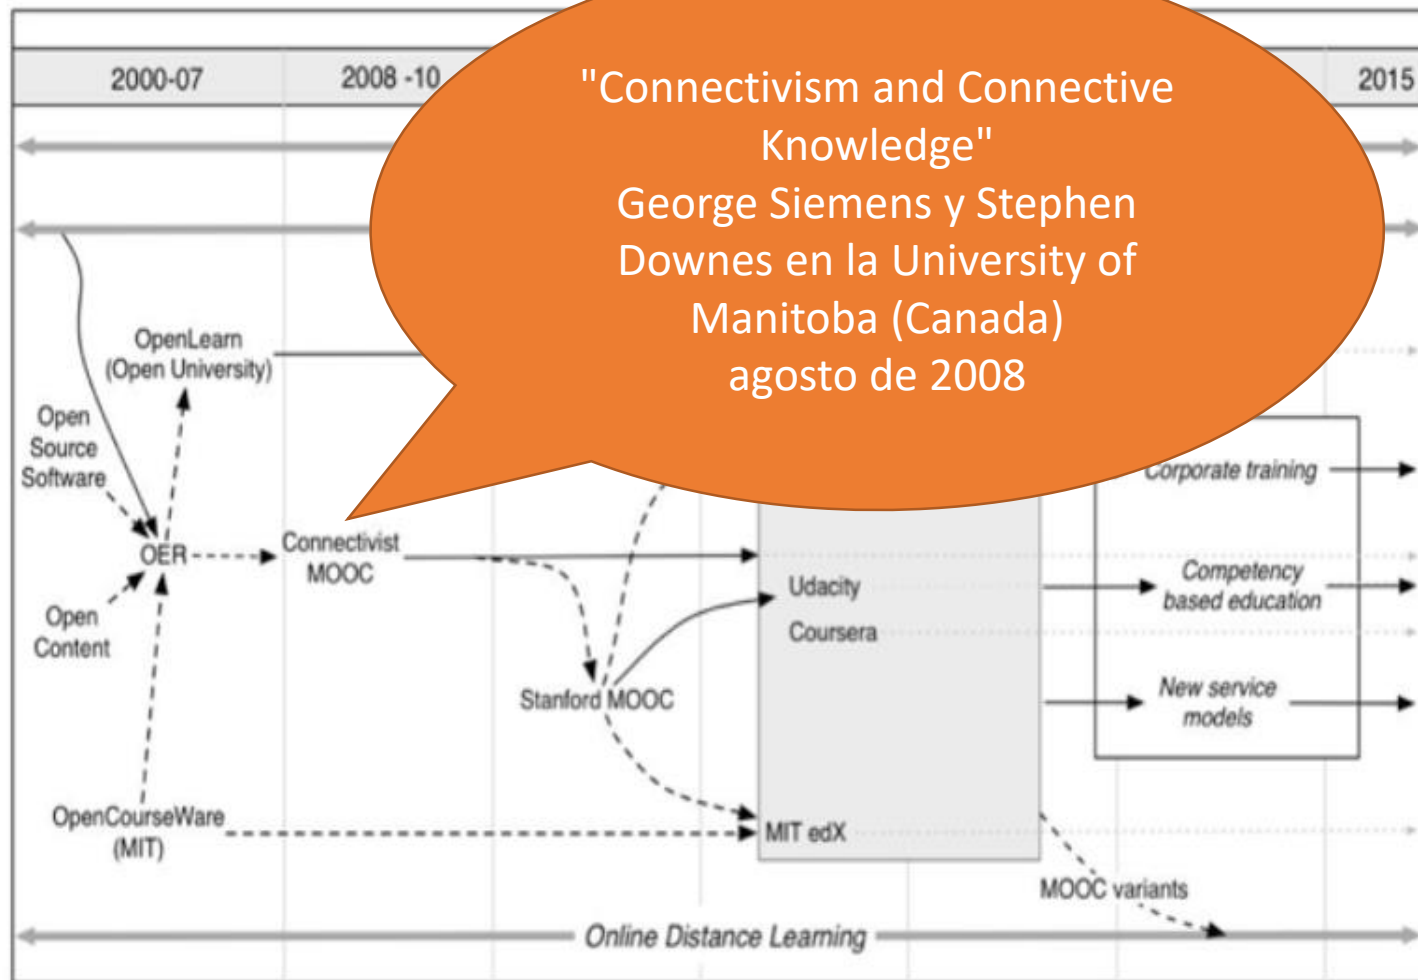 2000-07
2008 -10
2015
"Connectivism and Connective
Knowledge"
George Siemens y Stephen
Downes en la University of
Manitoba (Canada)
agosto de 2008
OpenLearn
(Open University)
Open
Source
Software
OER
Open
Content
Connectivist
MOOC
Stanford MOOC
Udacity
Coursera
MIT edX
Corporate training
Competency
based education
New service
models
OpenCourseWare
(MIT)
MOOC variants
Online Distance Learning